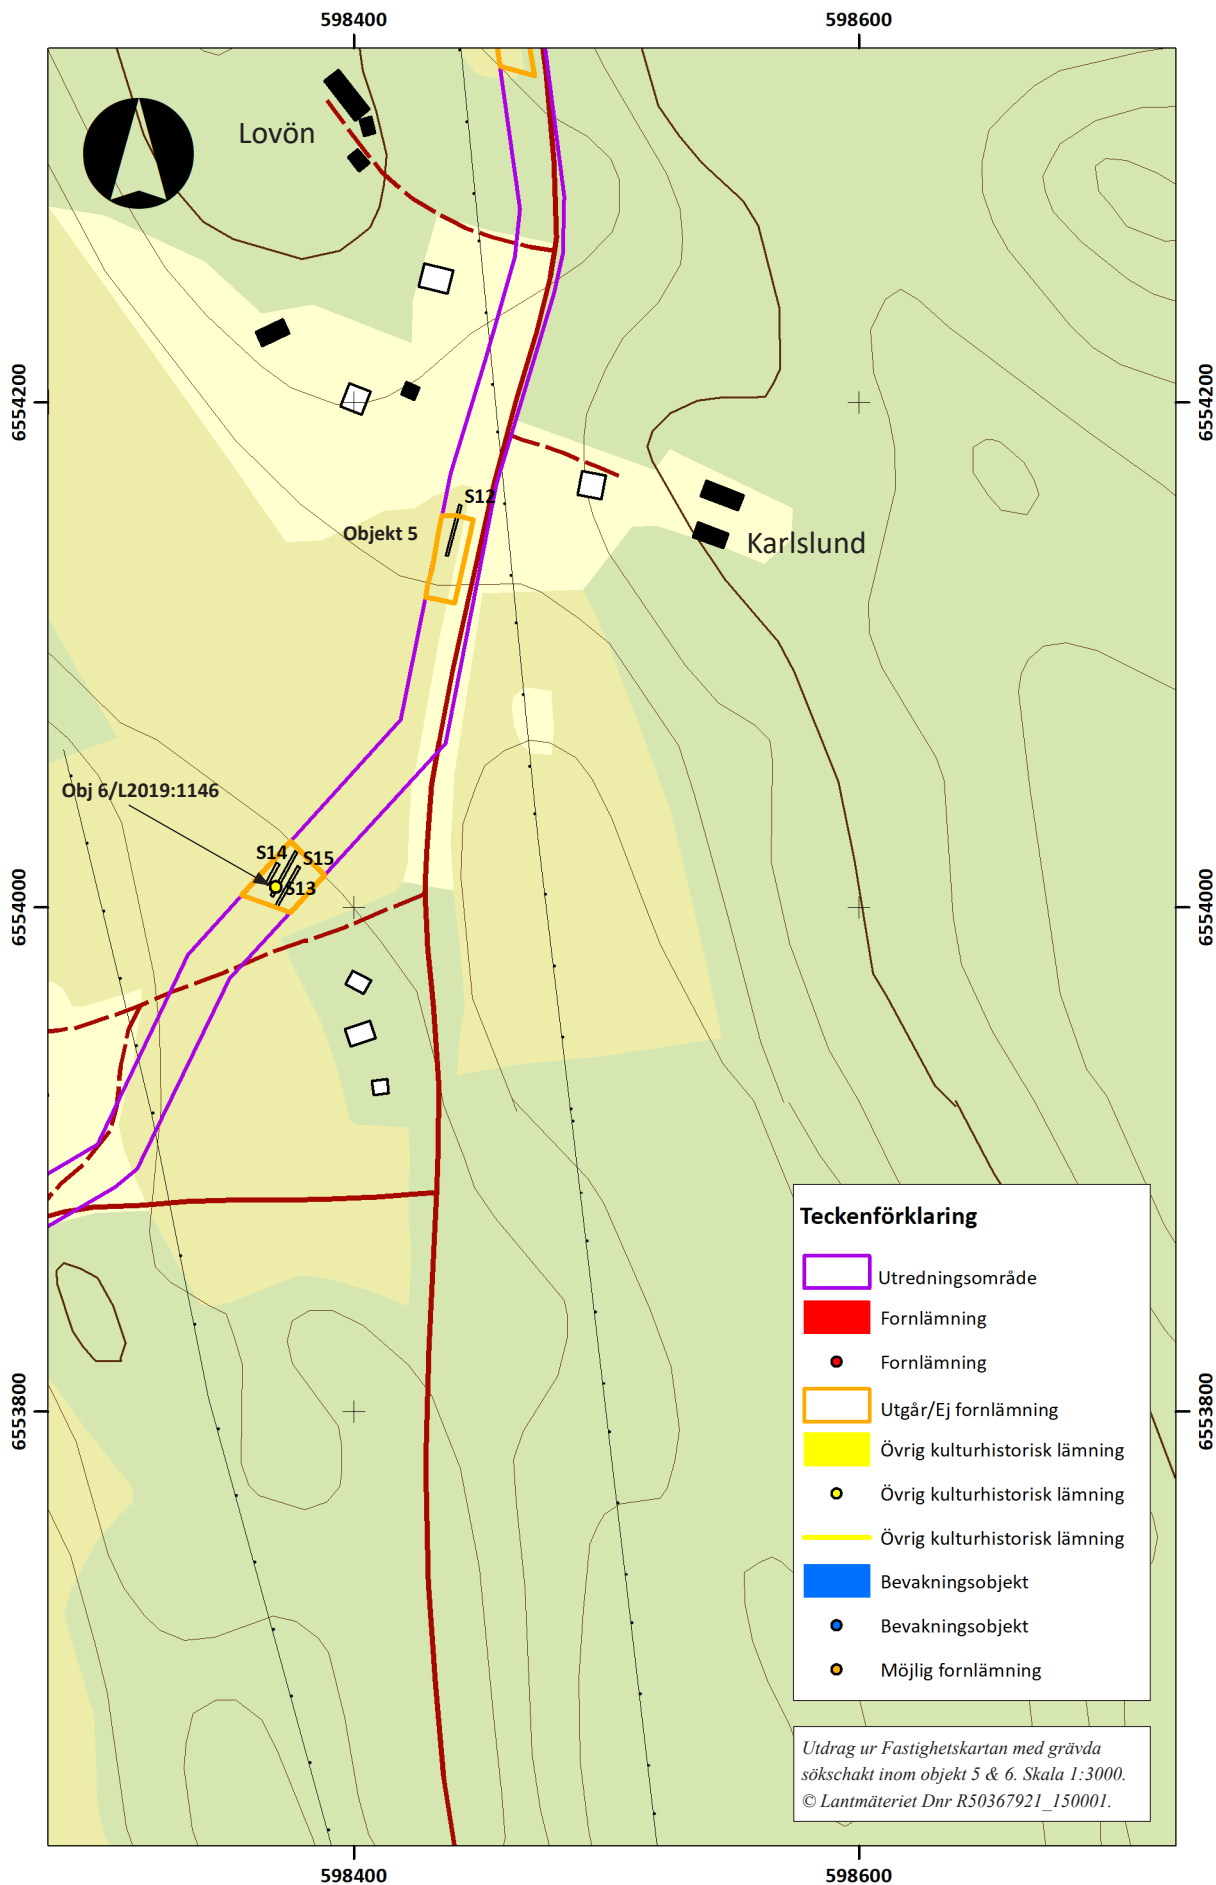 598400
598600
Lovön
6554200
6554200
S12
Objekt 5
Karlslund
Obj 6/L2019:1146
S14
S15
S13
6554000
6554000
Teckenförklaring
Utredningsområde
Fornlämning
Fornlämning
Utgår/Ej fornlämning
Övrig kulturhistorisk lämning
Övrig kulturhistorisk lämning
Övrig kulturhistorisk lämning
Bevakningsobjekt
Bevakningsobjekt
Möjlig fornlämning
6553800
6553800
Utdrag ur Fastighetskartan med grävda
sökschakt inom objekt 5 & 6. Skala 1:3000.
© Lantmäteriet Dnr R50367921_150001.
598400
598600